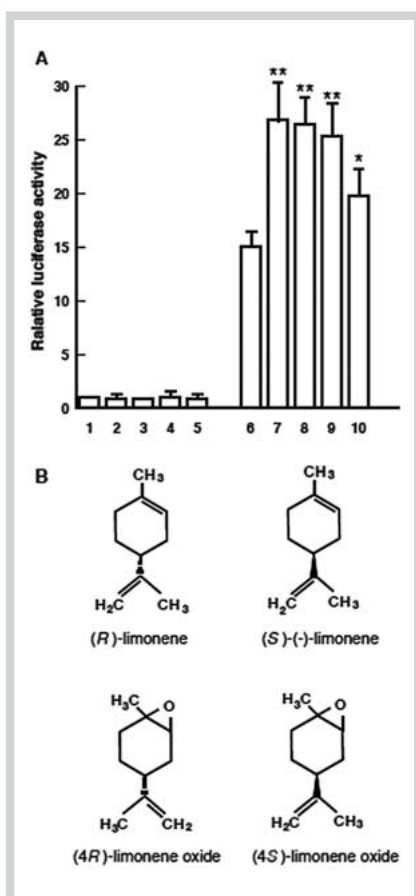 A
30
25
20
15
10
5
0
Ralative luciferase activity
** ** ** *
1 2 3 4 5 6 7 8 9 10
B
CH3 CH3
H2C CH3 H2C CH3
(R)-limonene (S)-(-)-limonene
H3C O H3C O
H3C CH2 H2C CH3
(4R)-limonene oxide (4S)-limonene oxide